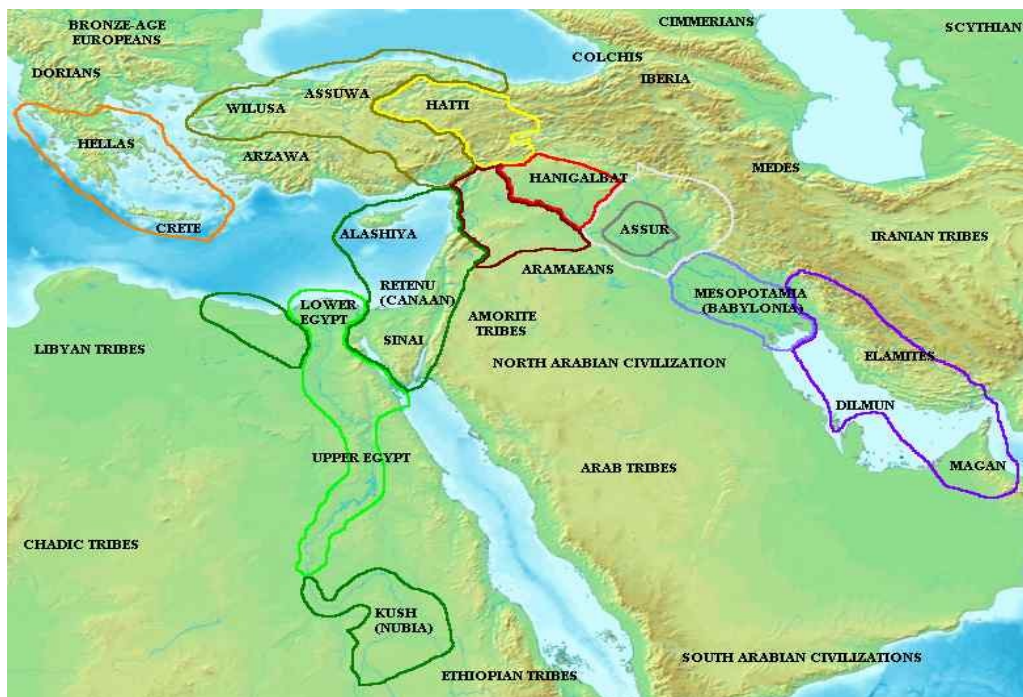 BRONZE-AGE
EUROPEANS
CIMMERIANS
SCYTHIAN
COLCHIS
DORIANS
IBERIA
ASSUWA
WILUSA
HATTI
HELLAS
ARZAWA
MEDES
HANIGALBAT
CRETE
ALASHIYA
ASSUR
IRANIAN TRIBES
ARAMAEANS
RETENU
(CANAAN)
MESOPOTAMIA
(BABYLONIA)
LOWER
EGYPT
AMORITE
TRIBES
SINAI
LIBYAN TRIBES
NORTH ARABIAN CIVILIZATION
ELAMITES
DILMUN
UPPER EGYPT
ARAB TRIBES
MAGAN
CHADIC TRIBES
KUSH
(NUBIA)
SOUTH ARABIAN CIVILIZATIONS
ETHIOPIAN TRIBES